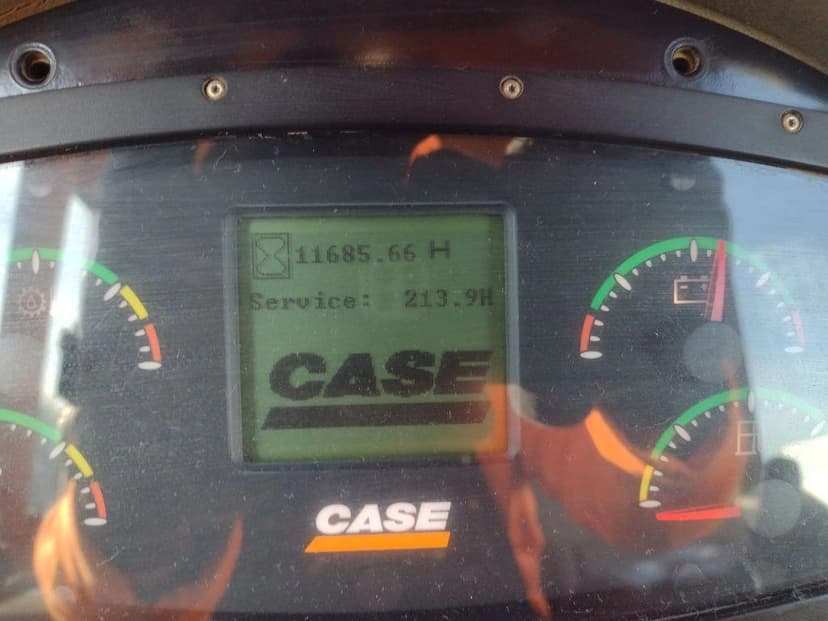 11685.66 H
Service: 213.9H
CASE
CASE